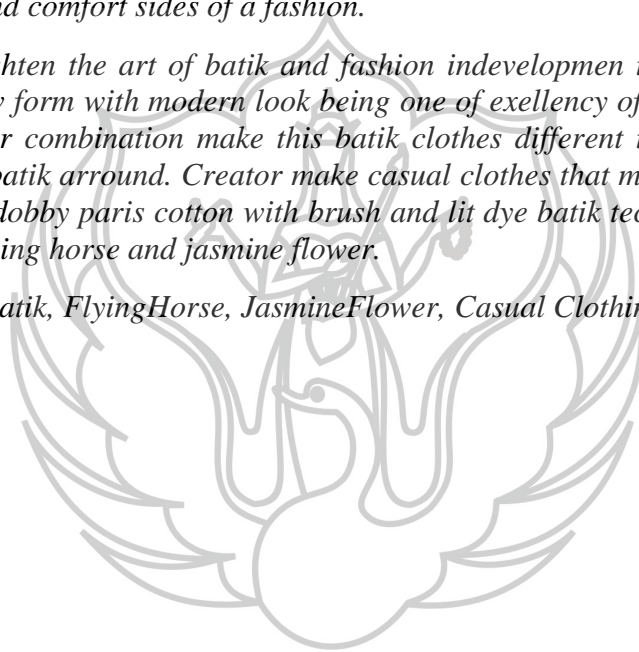 nd comfort sides of a fashion.
hten the art of batik and fashion indevelopmen i
y form with modern look being one of exellency of
r combination make this batik clothes different
batik arround. Creator make casual clothes that m
dobby paris cotton with brush and lit dye batik tec
ing horse and jasmine flower.
atik, FlyingHorse, JasmineFlower, Casual Clothin